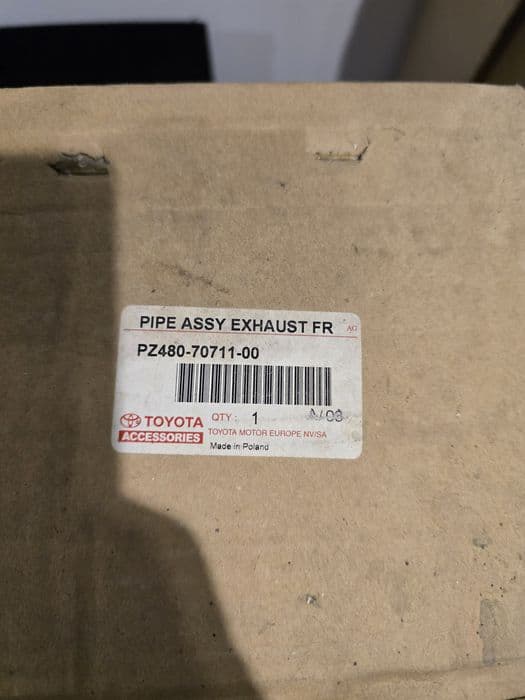 PIPE ASSY EXHAUST FR AG
PZ480-70711-00
TOYOTA QTY: 1
ACCESSORIES TOYOTA MOTOR EUROPE NV/SA
Made in Poland